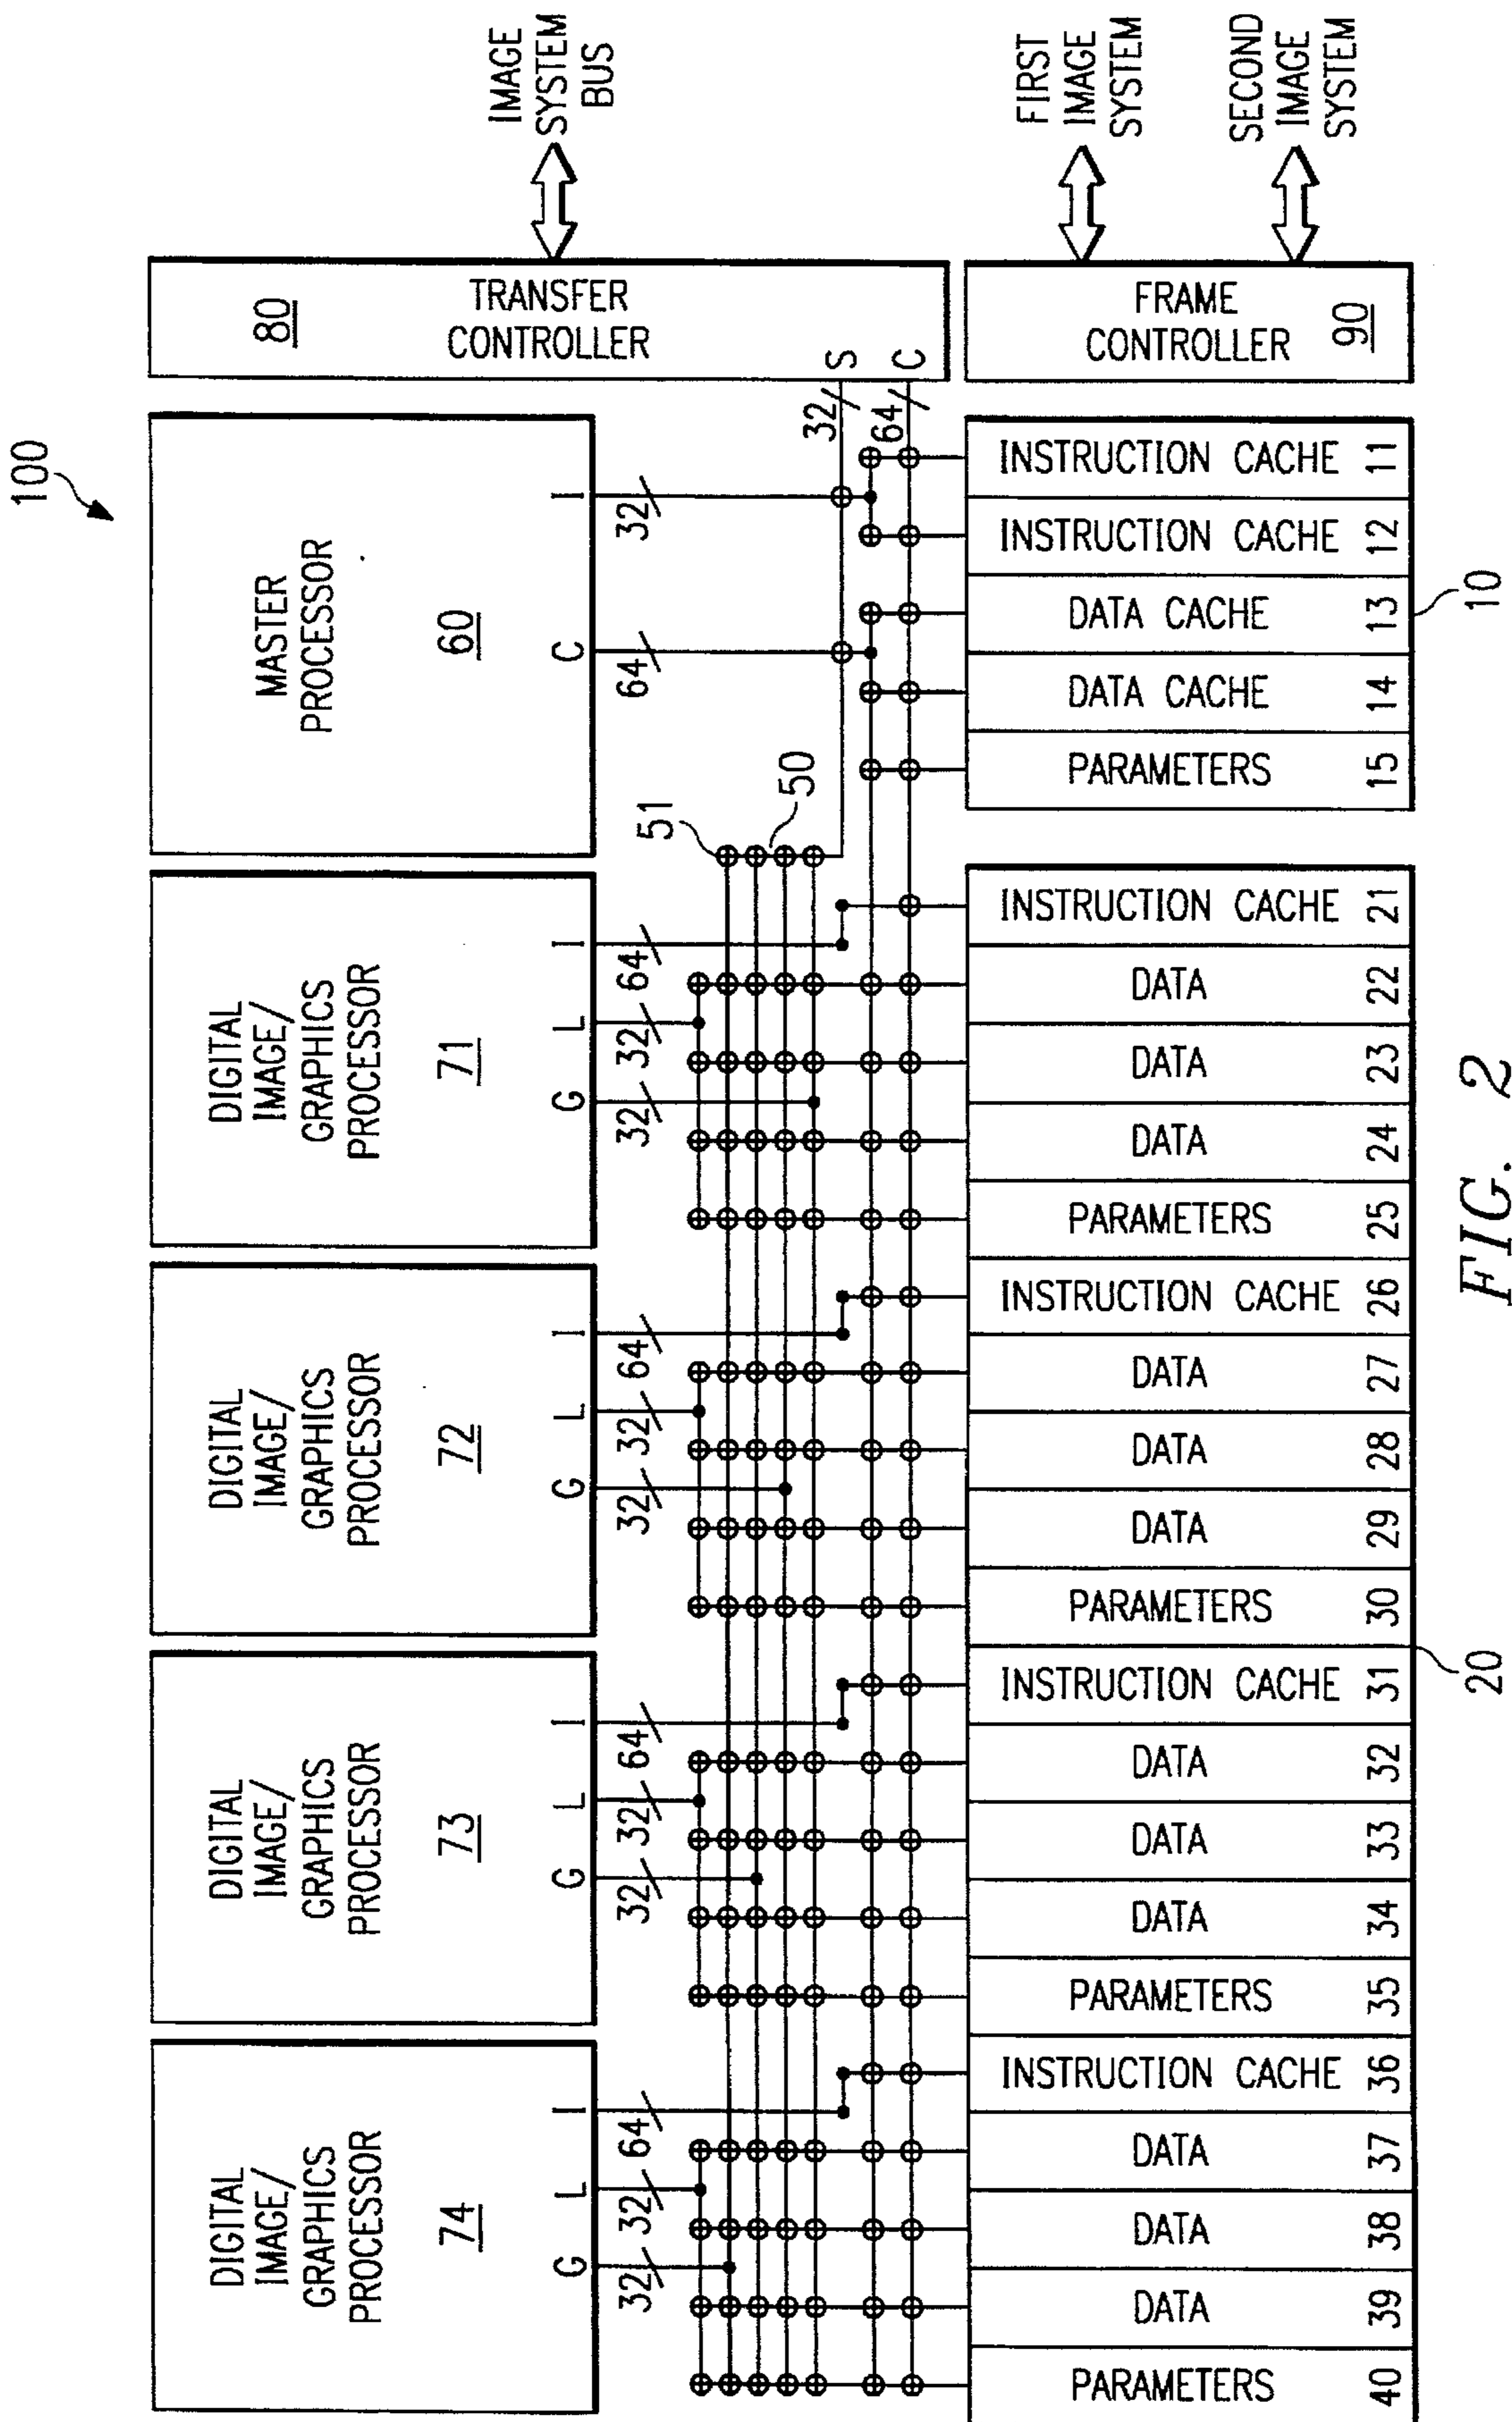 100
DIGITAL
IMAGE/
GRAPHICS
PROCESSOR
74
G
L
I
32
32
64
DIGITAL
IMAGE/
GRAPHICS
PROCESSOR
73
G
L
I
32
32
64
DIGITAL
IMAGE/
GRAPHICS
PROCESSOR
72
G
L
I
32
32
64
DIGITAL
IMAGE/
GRAPHICS
PROCESSOR
71
G
L
I
32
32
64
MASTER
PROCESSOR
60
C
I
64
32
TRANSFER
CONTROLLER
80
S
C
32
64
IMAGE
SYSTEM
BUS
51
50
PARAMETERS 40
DATA 39
DATA 38
DATA 37
INSTRUCTION CACHE 36
PARAMETERS 35
DATA 34
DATA 33
DATA 32
INSTRUCTION CACHE 31
PARAMETERS 30
DATA 29
DATA 28
DATA 27
INSTRUCTION CACHE 26
PARAMETERS 25
DATA 24
DATA 23
DATA 22
INSTRUCTION CACHE 21
PARAMETERS 15
DATA CACHE 14
DATA CACHE 13
INSTRUCTION CACHE 12
INSTRUCTION CACHE 11
FRAME
CONTROLLER
90
FIRST
IMAGE
SYSTEM
SECOND
IMAGE
SYSTEM
20
10
FIG. 2